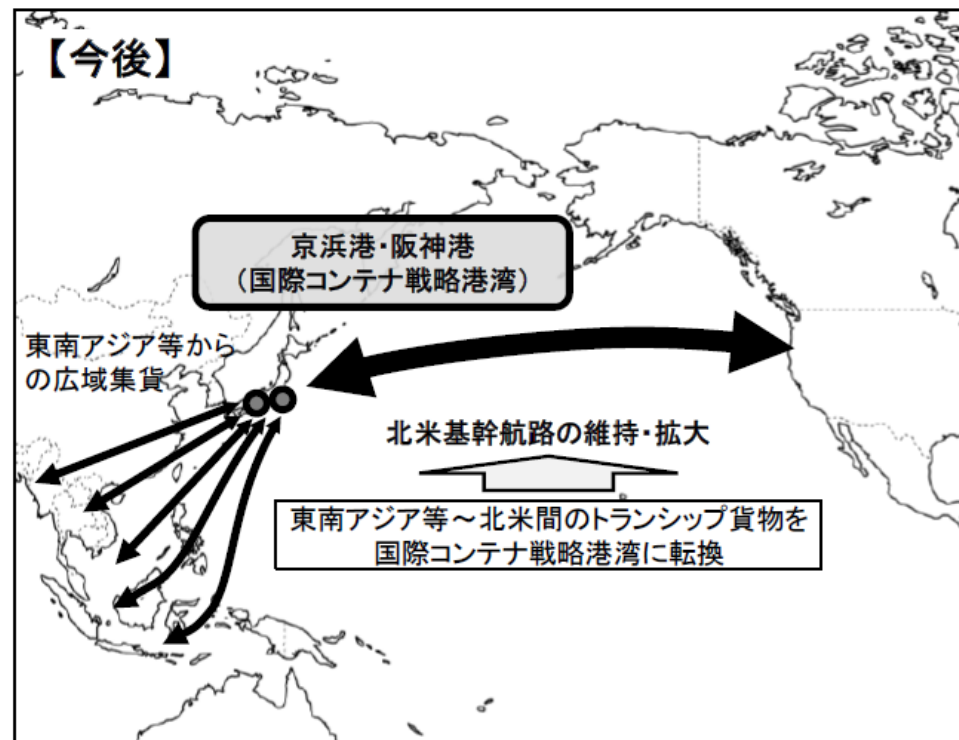 【今後】
京浜港・阪神港
（国際コンテナ戦略港湾）
東南アジア等から
の広域集貨
北米基幹航路の維持・拡大
東南アジア等～北米間のトランシップ貨物を
国際コンテナ戦略港湾に転換